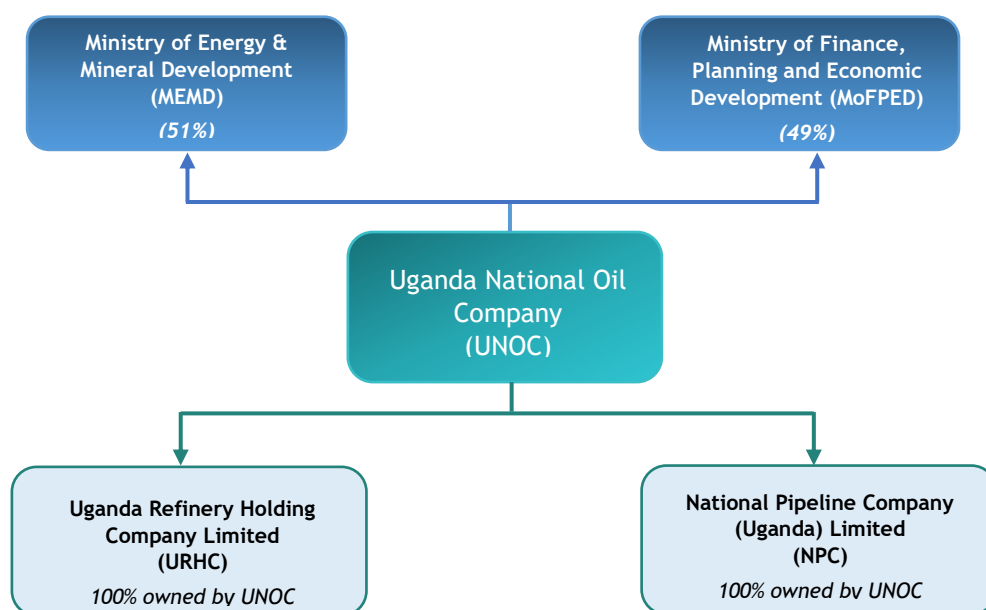 Ministry of Energy &
Mineral Development
(MEMD)
(51%)
Ministry of Finance,
Planning and Economic
Development (MoFPED)
(49%)
Uganda National Oil
Company
(UNOC)
Uganda Refinery Holding
Company Limited
(URHC)
100% owned by UNOC
National Pipeline Company
(Uganda) Limited
(NPC)
100% owned by UNOC